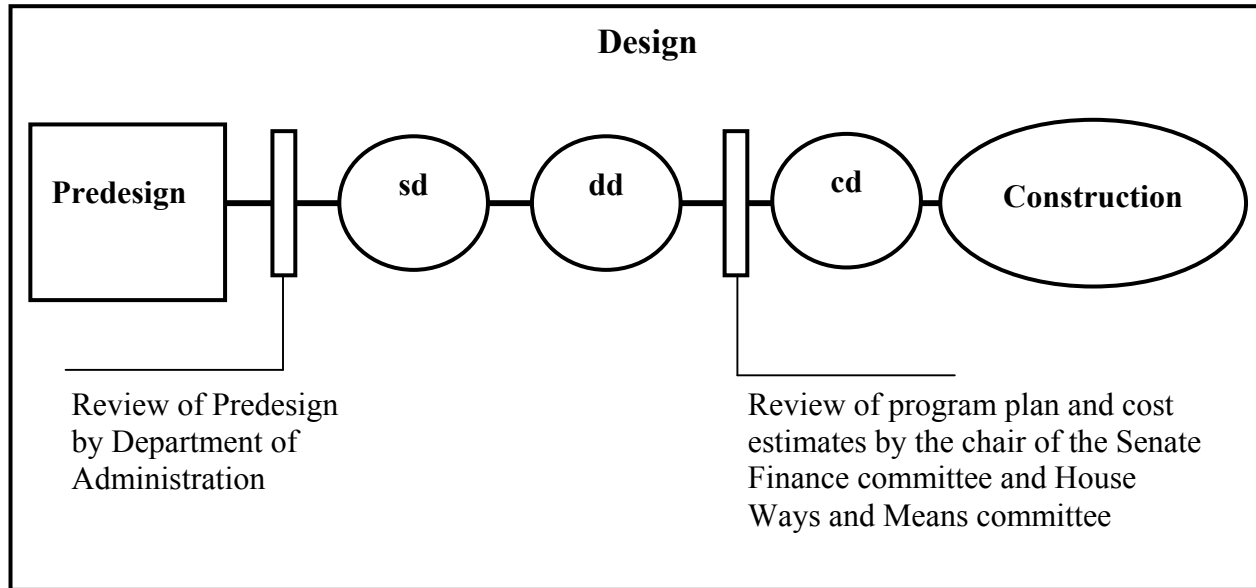 Design
Predesign
sd
dd
cd
Construction
Review of Predesign
by Department of
Administration
Review of program plan and cost
estimates by the chair of the Senate
Finance committee and House
Ways and Means committee